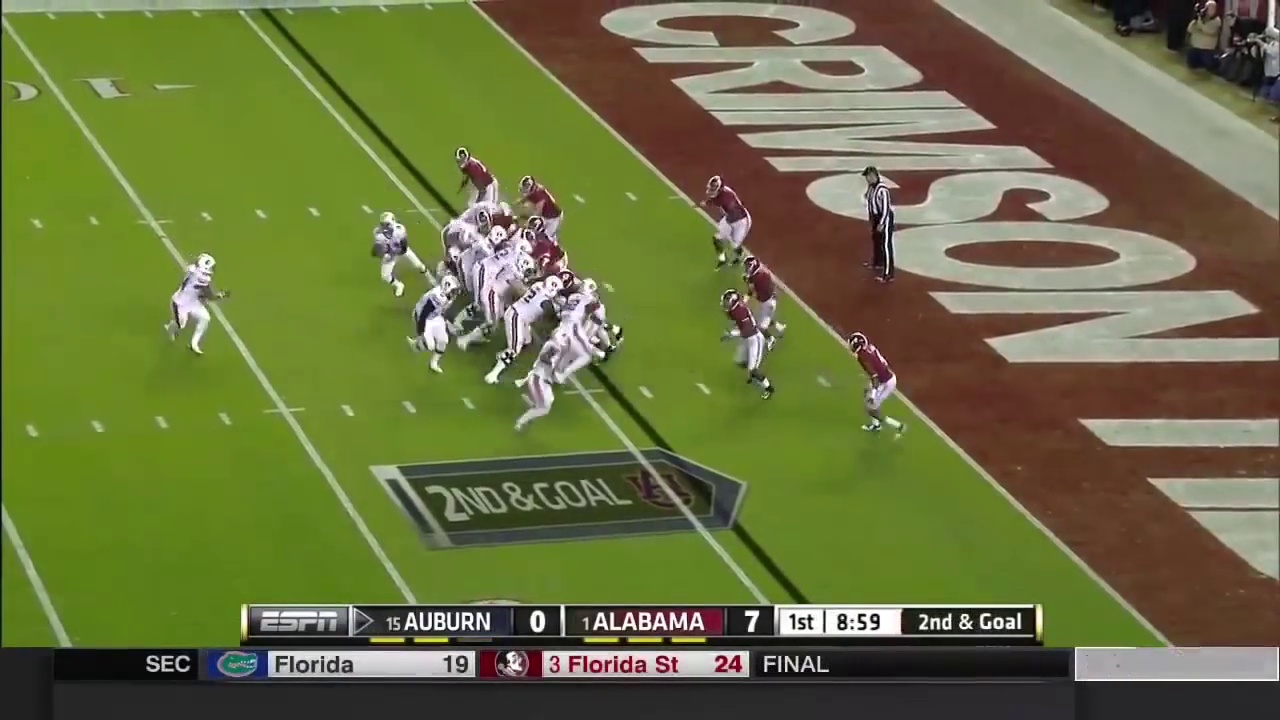 CRIMSON TI
2ND & GOAL
ESPN 15 AUBURN 0 1 ALABAMA 7 1st 8:59 2nd & Goal
SEC Florida 19 3 Florida St 24 FINAL